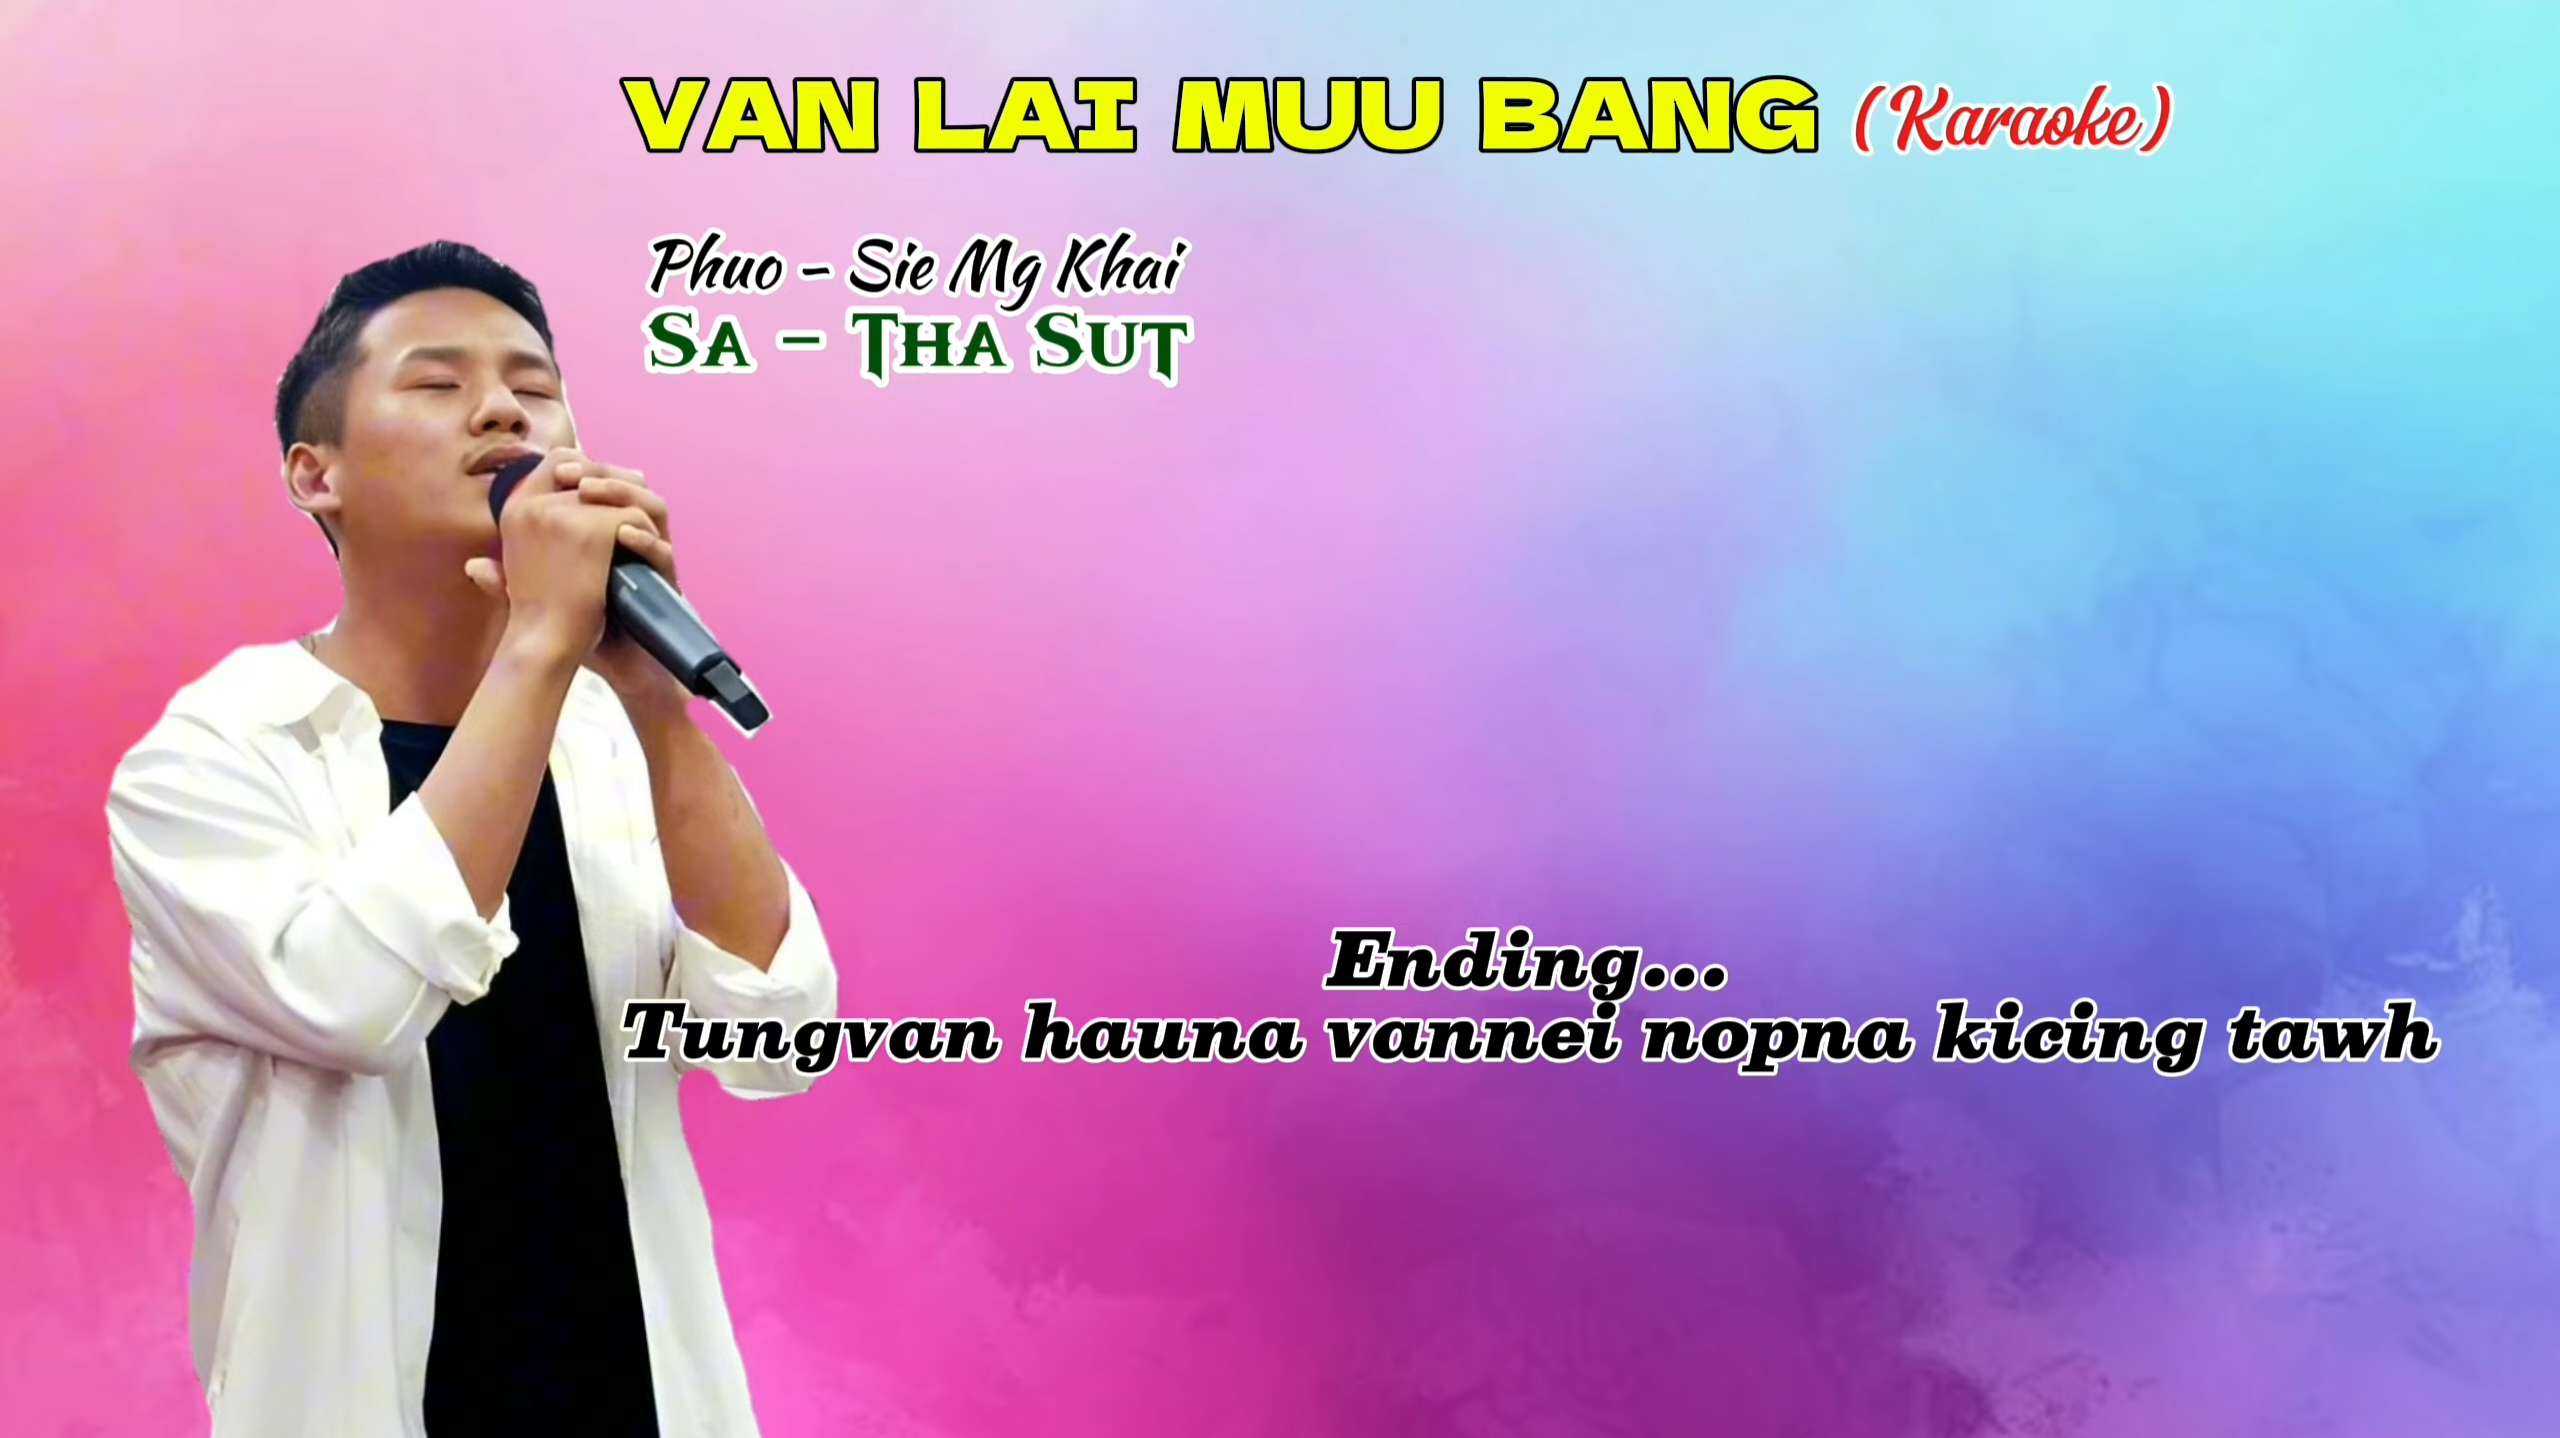 VAN LAI MUU BANG (Karaoke)
Phuo - Sie Mg Khai
SA - THA SUT
Ending...
Tungvan hauna vannei nopna kicing tawh